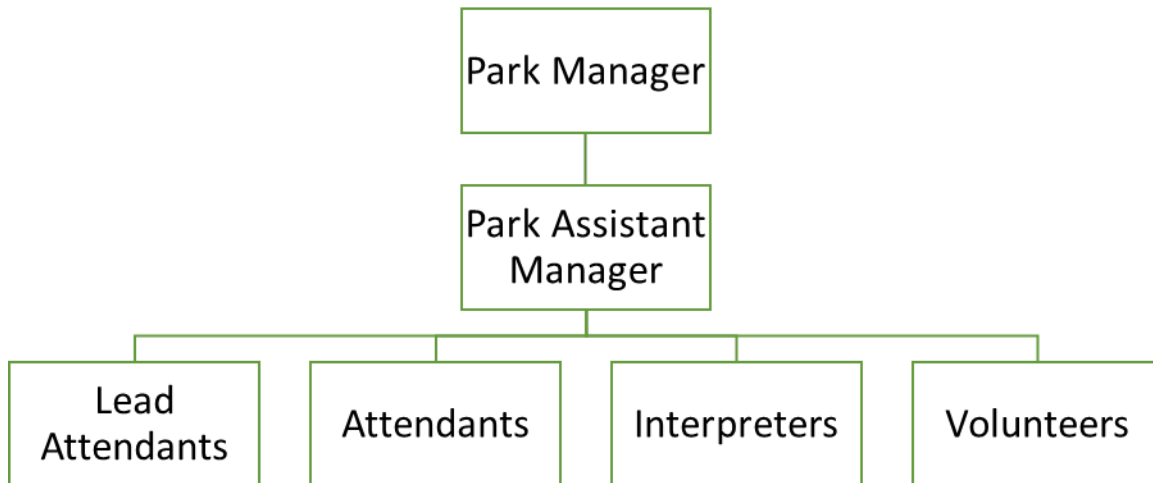 Park Manager
Park Assistant
Manager
Lead
Attendants
Attendants
Interpreters
Volunteers